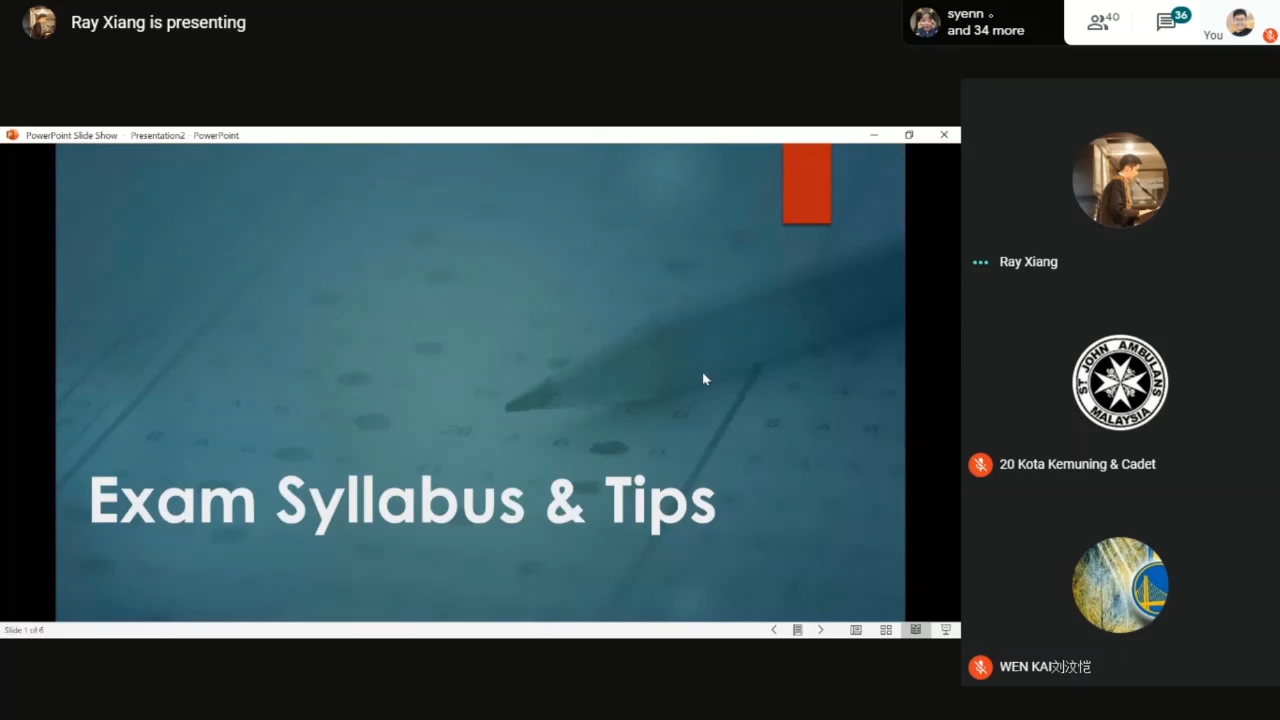 Ray Xiang is presenting
syenn 。
and 34 more
40
36
You
PowerPoint Slide Show - Presentation2 - PowerPoint
Exam Syllabus & Tips
Slide 1 of 6
Ray Xiang
ST JOHN AMBULANS
MALAYSIA
20 Kota Kemuning & Cadet
WEN KAI刘汶恺